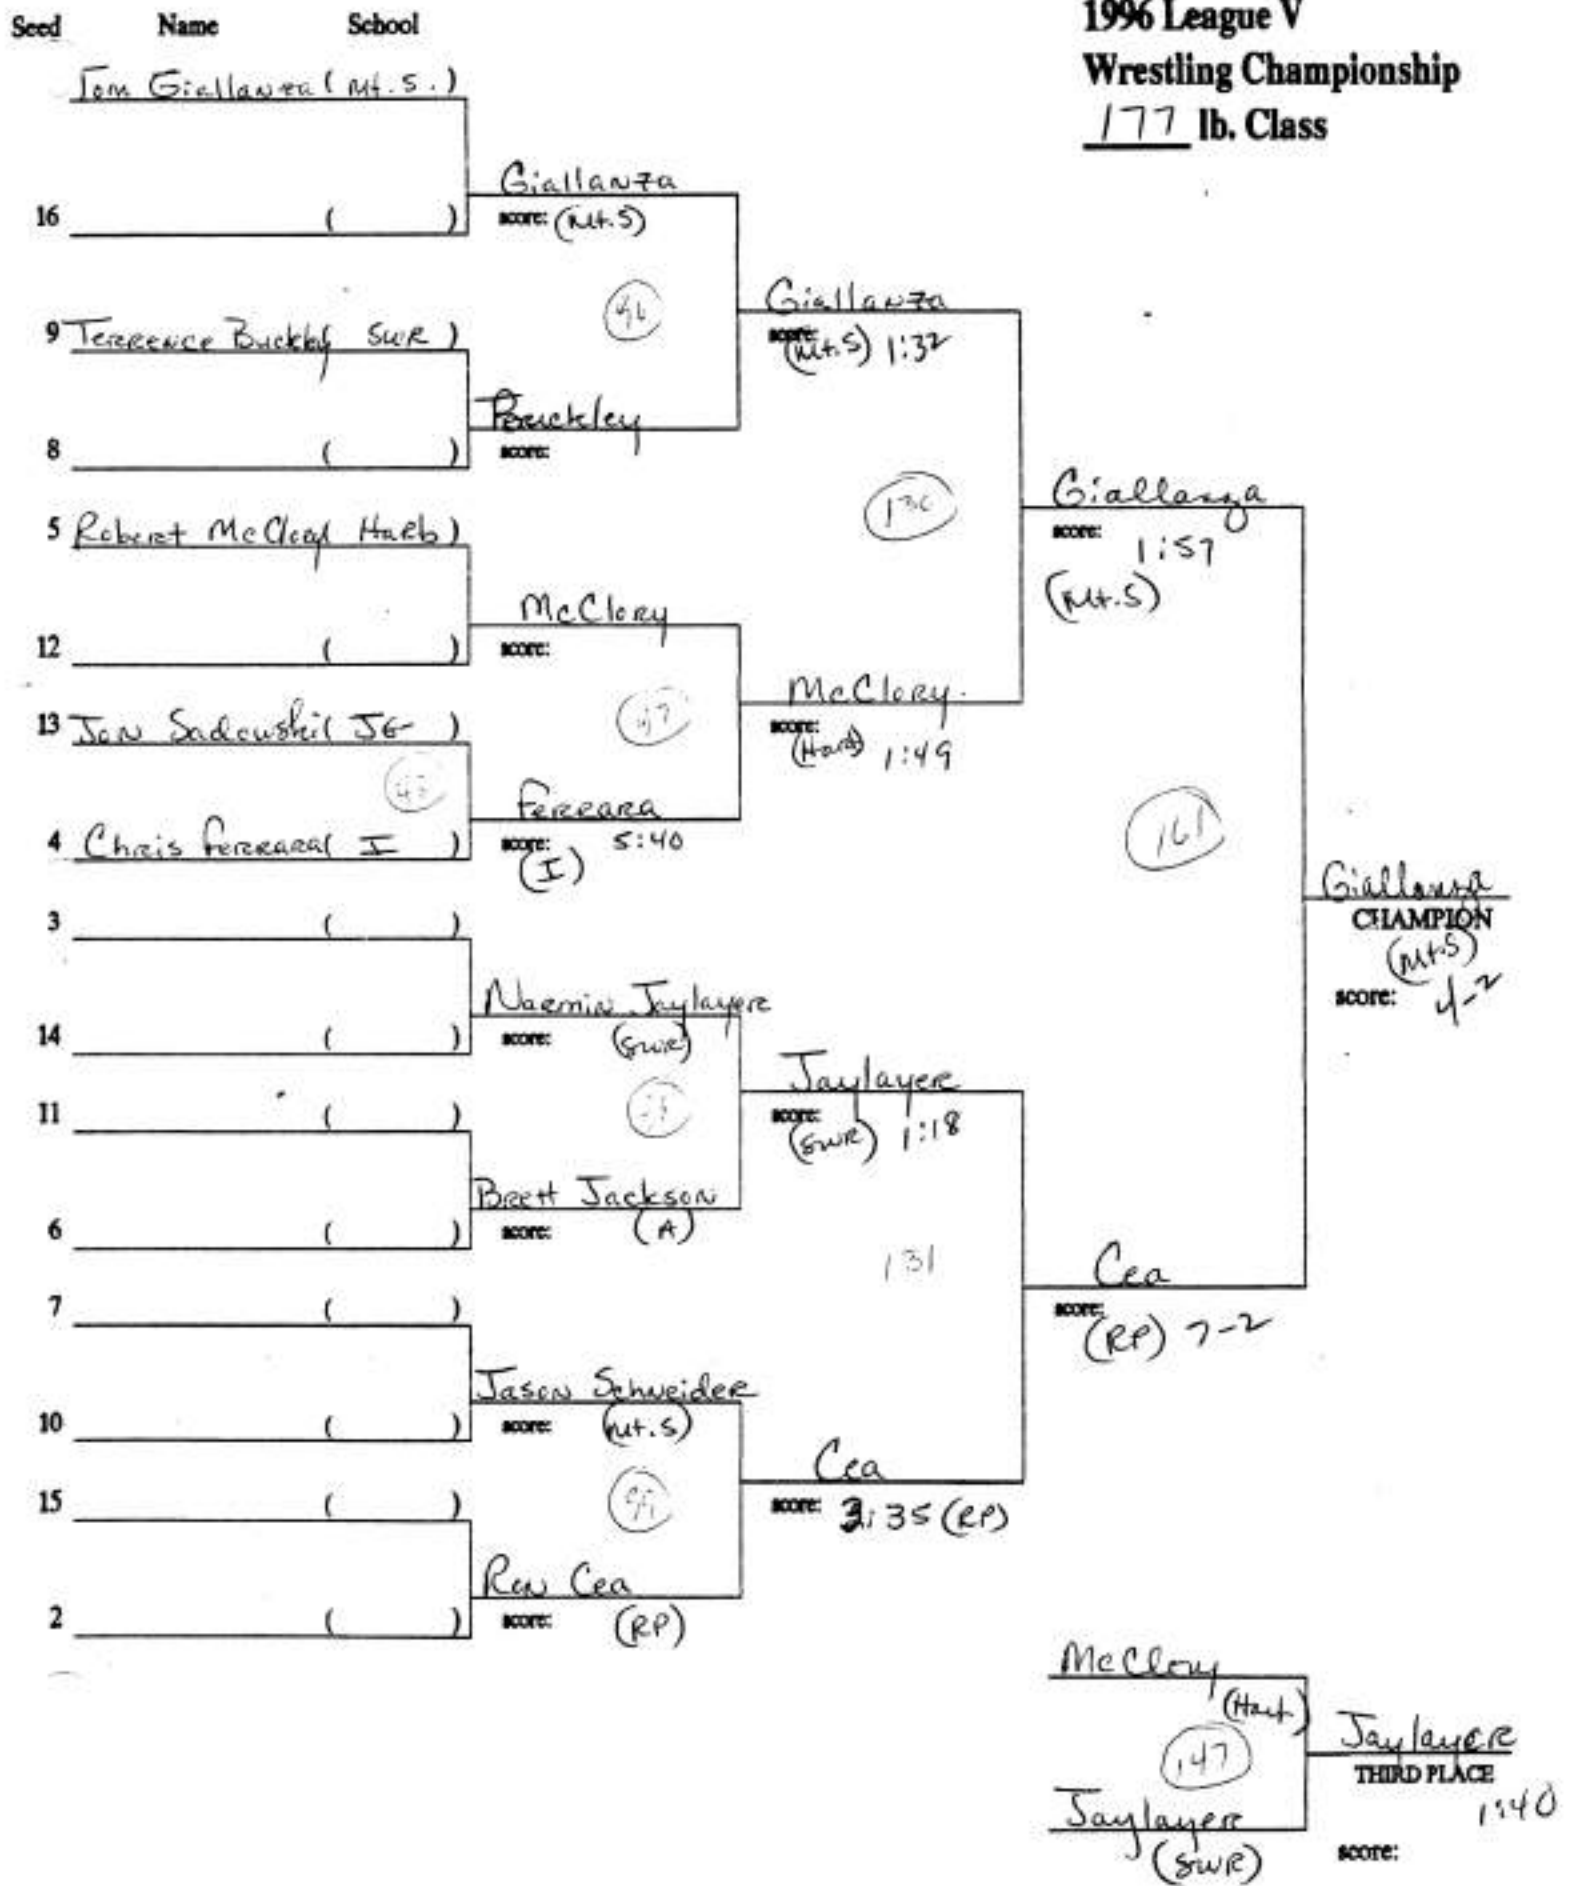 1996 League V
Wrestling Championship
177 lb. Class
Seed Name School
Tom Giallanza ( Mt. S. )
Giallanza
16 ( ) score: (Mt. S)
46
Giallanza
9 Terrence Buckley SWR )
score: (Mt. S) 1:32
Buckley
8 ( ) score:
130
Giallanza
score: 1:57
(Mt. S)
5 Robert McClory Harb )
McClory
12 ( ) score:
47
McClory
score: 1:49
13 Jon Sadowski ( JG )
Ferrara
4 Chris Ferrara ( I ) score: 5:40
(I)
161
Giallanza
CHAMPION
(Mt. S)
score: 4-2
3 ( )
Narmin Jaylayer
14 ( ) score: (SWR)
Jaylayer
score: (SWR) 1:18
11 ( )
Brett Jackson
6 ( ) score: (A)
131
Cea
score: (RP) 7-2
7 ( )
Jason Schneider
10 ( ) score: (Mt. S)
Cea
score: 3:35 (RP)
15 ( )
Ron Cea
2 ( ) score: (RP)
McClory
147
Jaylayer
THIRD PLACE
1:40
Jaylayer
(SWR)
score: